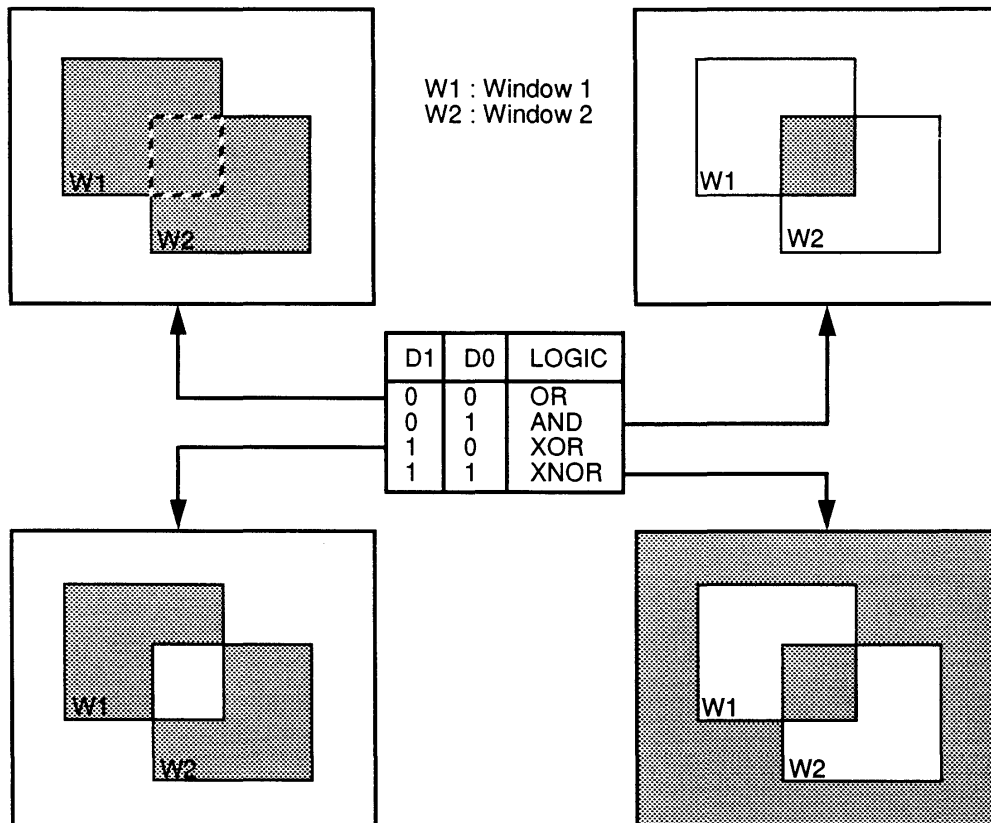 W1 : Window 1
W2 : Window 2
W1
W2
W1
W2
D1 D0 LOGIC
0 0 OR
0 1 AND
1 0 XOR
1 1 XNOR
W1
W2
W1
W2